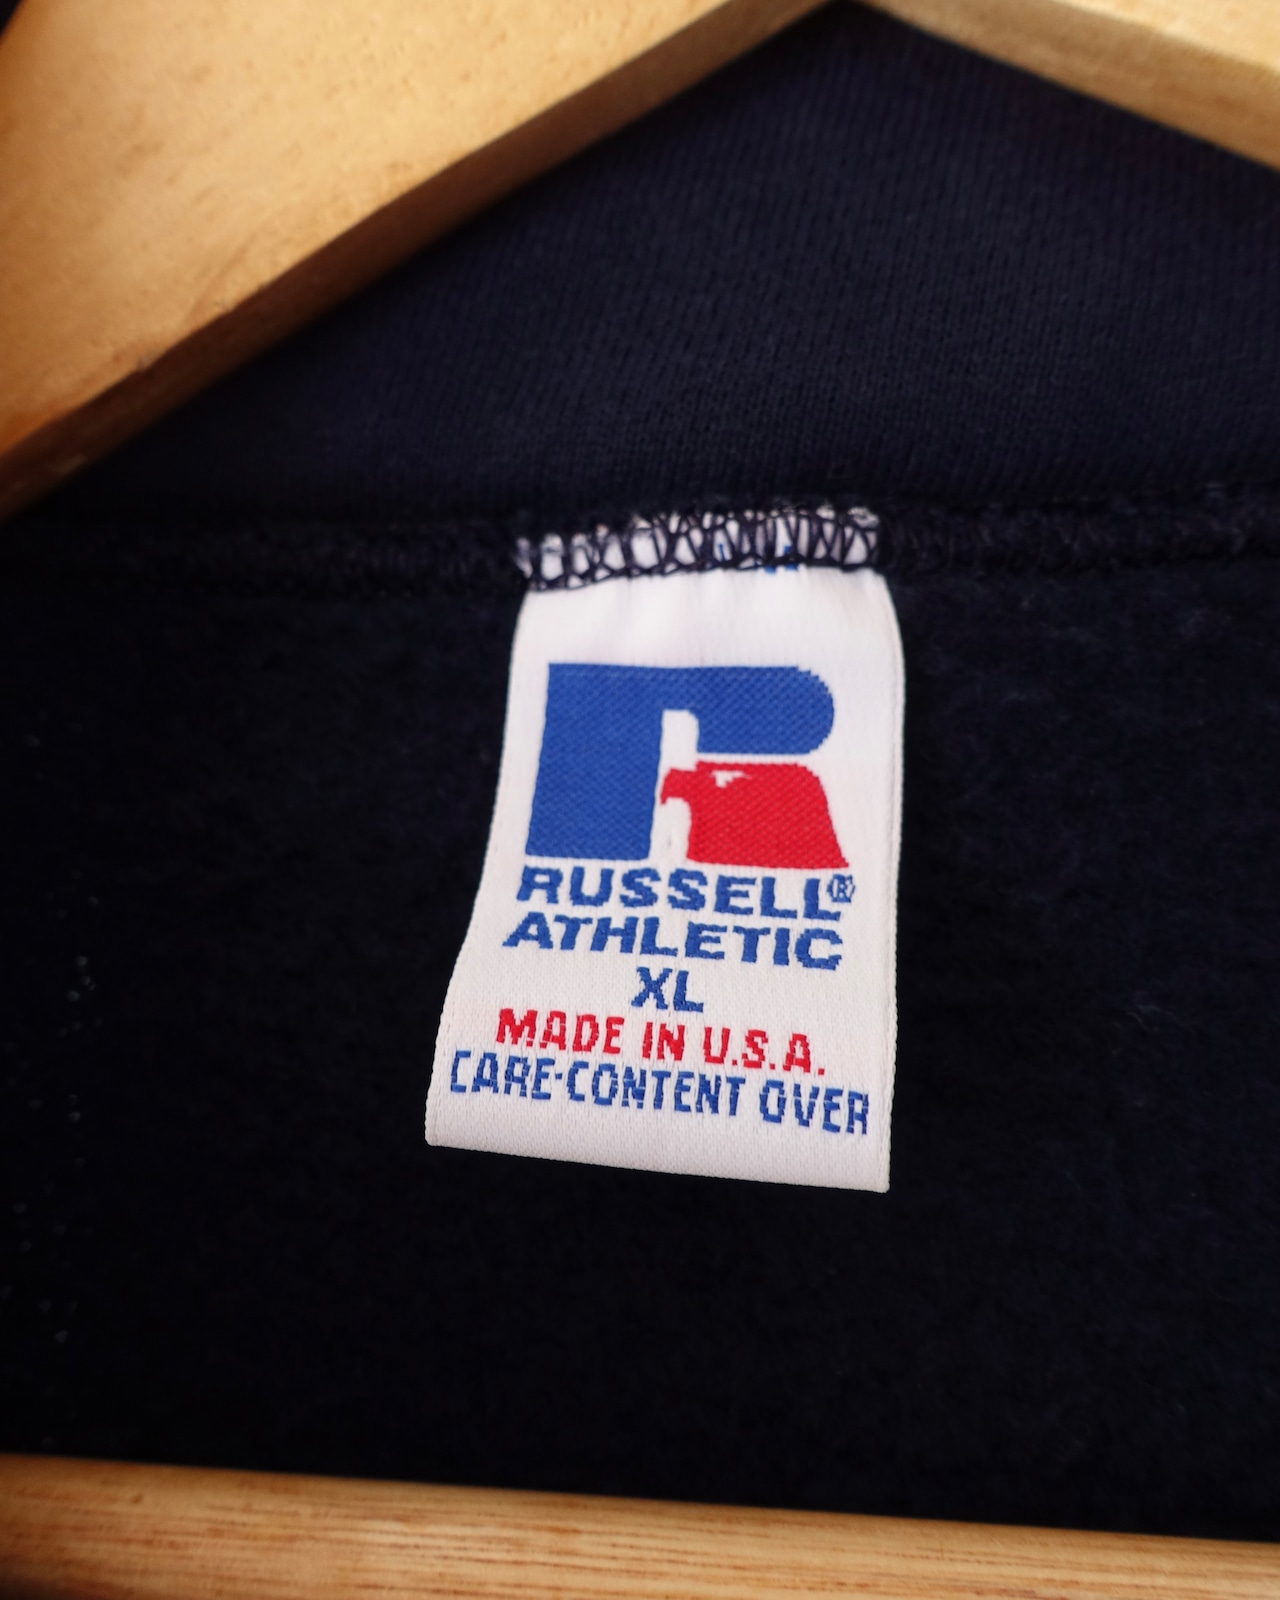 RUSSELL®
ATHLETIC
XL
MADE IN U.S.A.
CARE-CONTENT OVER